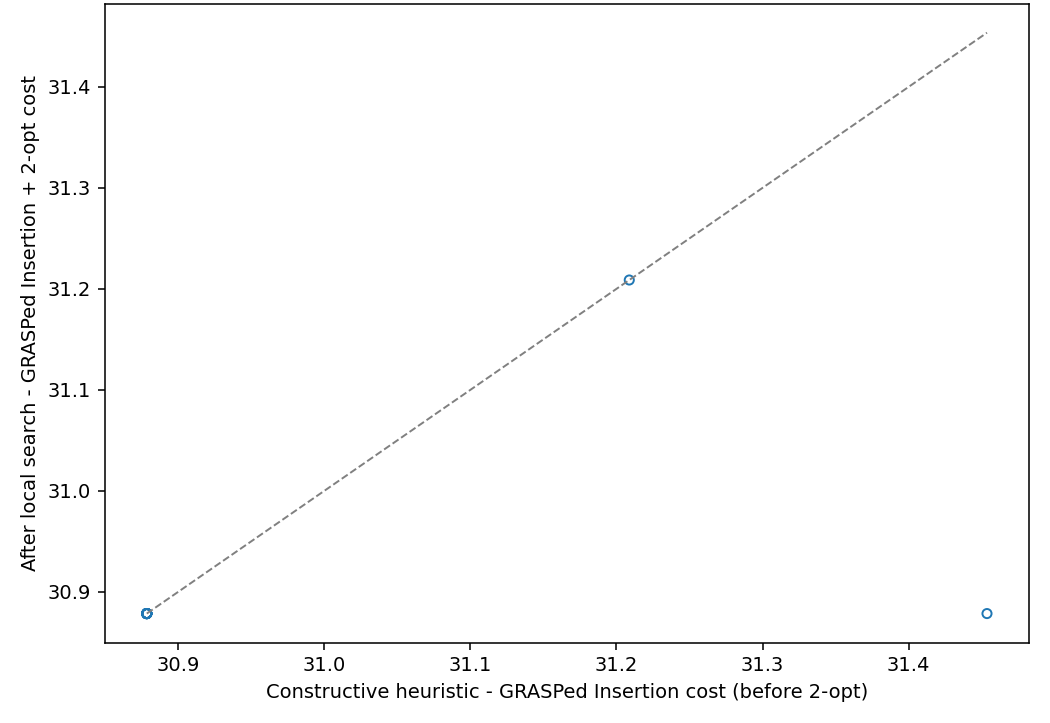 After local search - GRASPed Insertion + 2-opt cost
31.4
31.3
31.2
31.1
31.0
30.9
30.9 31.0 31.1 31.2 31.3 31.4
Constructive heuristic - GRASPed Insertion cost (before 2-opt)